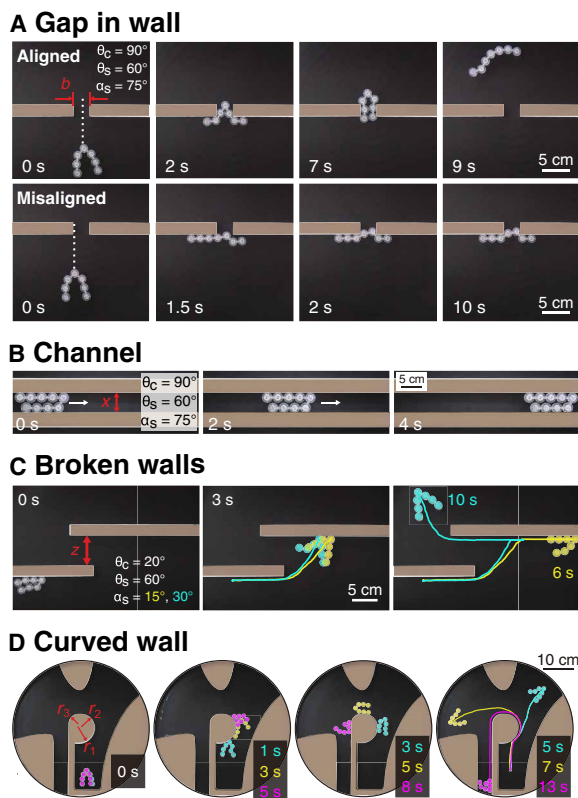 A Gap in wall
Aligned
θc = 90°
θs = 60°
αs = 75°
b
0 s
2 s
7 s
9 s
5 cm
Misaligned
0 s
1.5 s
2 s
10 s
5 cm
B Channel
θc = 90°
θs = 60°
αs = 75°
x
0 s
2 s
5 cm
4 s
C Broken walls
0 s
z
θc = 20°
θs = 60°
αs = 15°, 30°
3 s
5 cm
10 s
6 s
D Curved wall
10 cm
r3
r2
r1
0 s
1 s
3 s
5 s
3 s
5 s
8 s
5 s
7 s
13 s